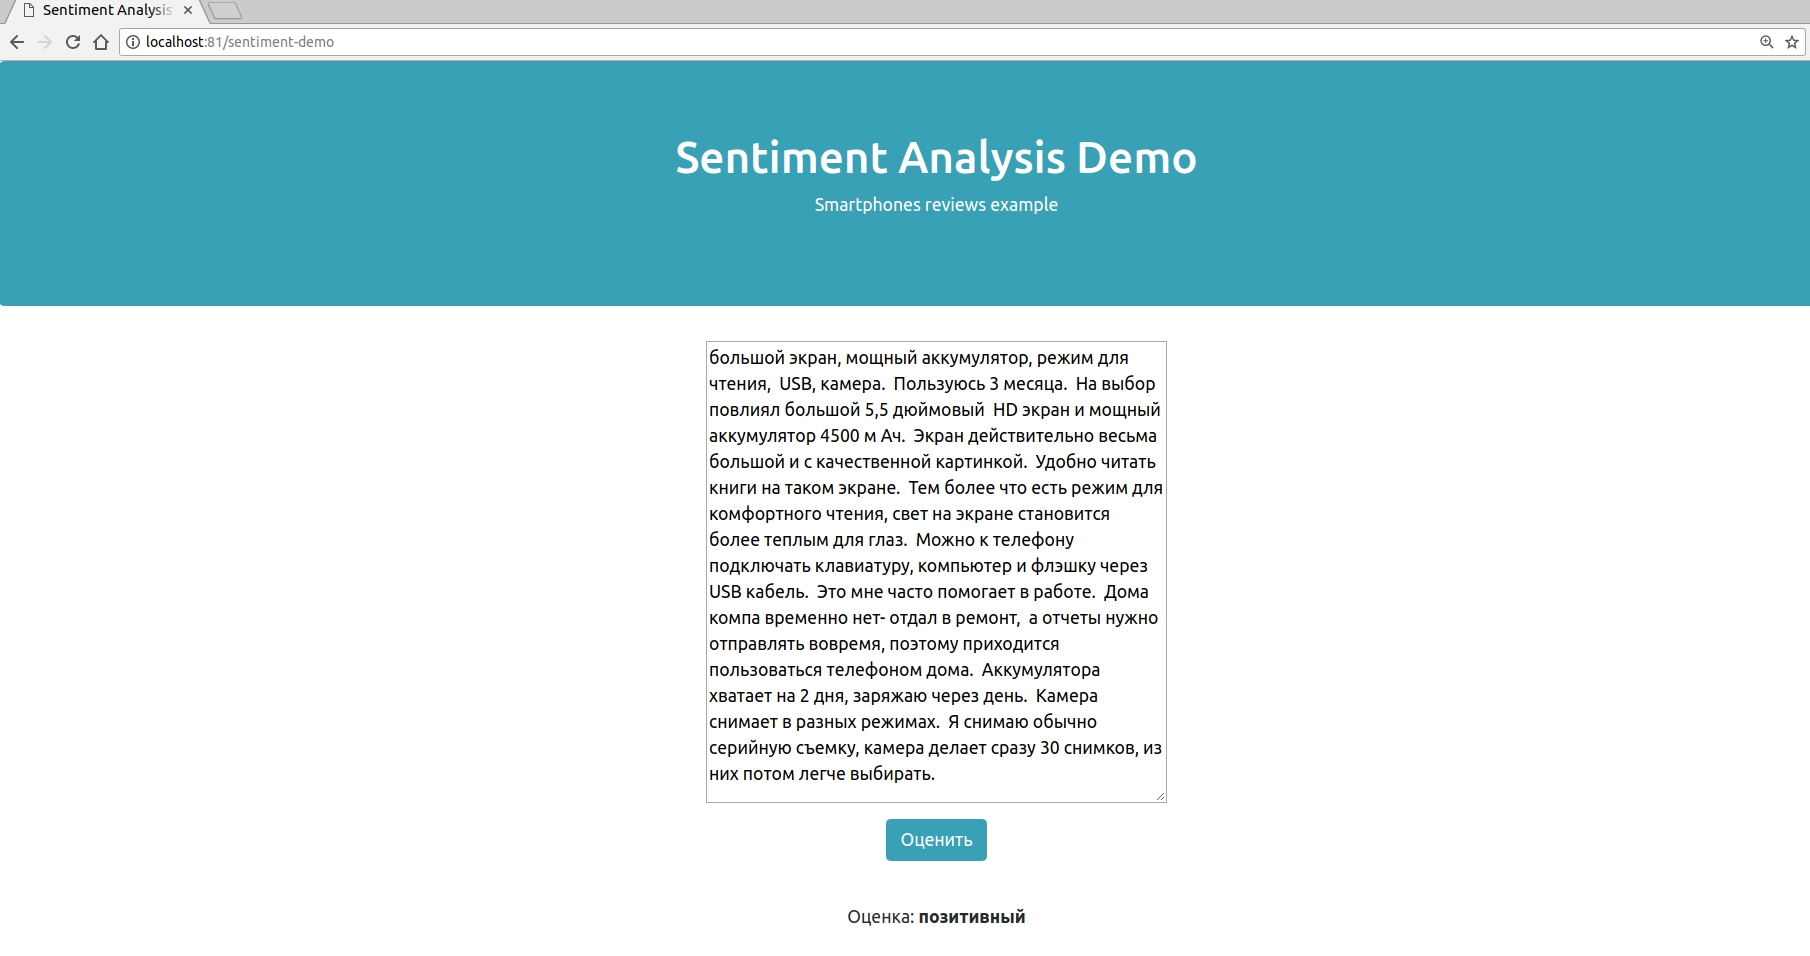 Sentiment Analysis
localhost:81/sentiment-demo
Sentiment Analysis Demo
Smartphones reviews example
большой экран, мощный аккумулятор, режим для
чтения,  USB, камера.  Пользуюсь 3 месяца.  На выбор
повлиял большой 5,5 дюймовый  HD экран и мощный
аккумулятор 4500 м Ач.  Экран действительно весьма
большой и с качественной картинкой.  Удобно читать
книги на таком экране.  Тем более что есть режим для
комфортного чтения, свет на экране становится
более теплым для глаз.  Можно к телефону
подключать клавиатуру, компьютер и флэшку через
USB кабель.  Это мне часто помогает в работе.  Дома
компа временно нет- отдал в ремонт,  а отчеты нужно
отправлять вовремя, поэтому приходится
пользоваться телефоном дома.  Аккумулятора
хватает на 2 дня, заряжаю через день.  Камера
снимает в разных режимах.  Я снимаю обычно
серийную съемку, камера делает сразу 30 снимков, из
них потом легче выбирать.
Оценить
Оценка: позитивный